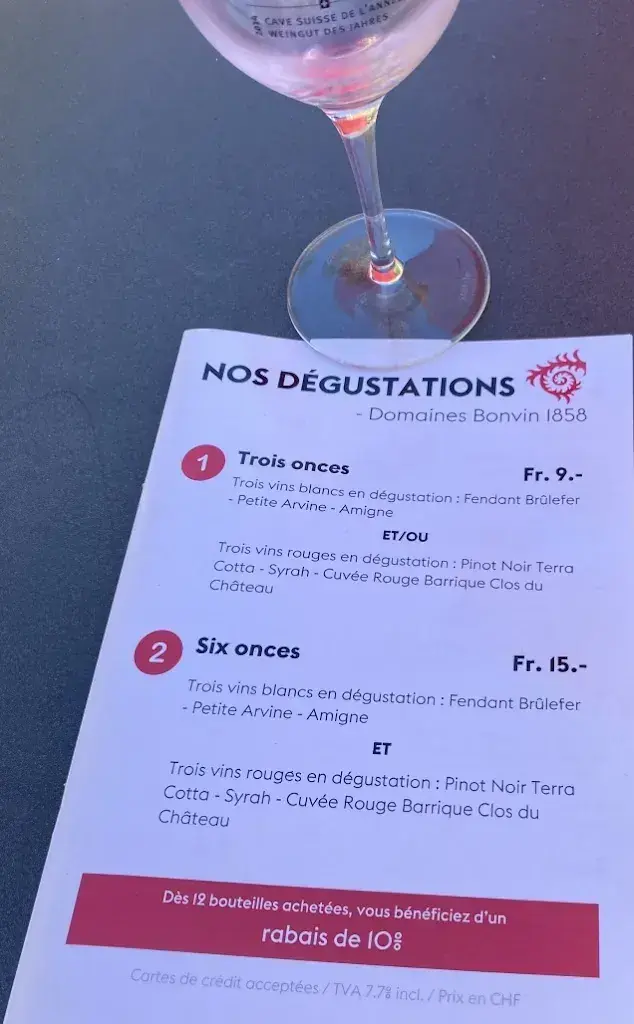 CAVE SUISSE DE L'ANNÉE
WEINGUT DES JAHRES
NOS DÉGUSTATIONS
- Domaines Bonvin 1858
1 Trois onces Fr. 9.-
Trois vins blancs en dégustation : Fendant Brûlefer
- Petite Arvine - Amigne
ET/OU
Trois vins rouges en dégustation : Pinot Noir Terra
Cotta - Syrah - Cuvée Rouge Barrique Clos du
Château
2 Six onces Fr. 15.-
Trois vins blancs en dégustation : Fendant Brûlefer
- Petite Arvine - Amigne
ET
Trois vins rouges en dégustation : Pinot Noir Terra
Cotta - Syrah - Cuvée Rouge Barrique Clos du
Château
Dès 12 bouteilles achetées, vous bénéficiez d'un
rabais de 10%
Cartes de crédit acceptées / TVA 7.7% incl. / Prix en CHF